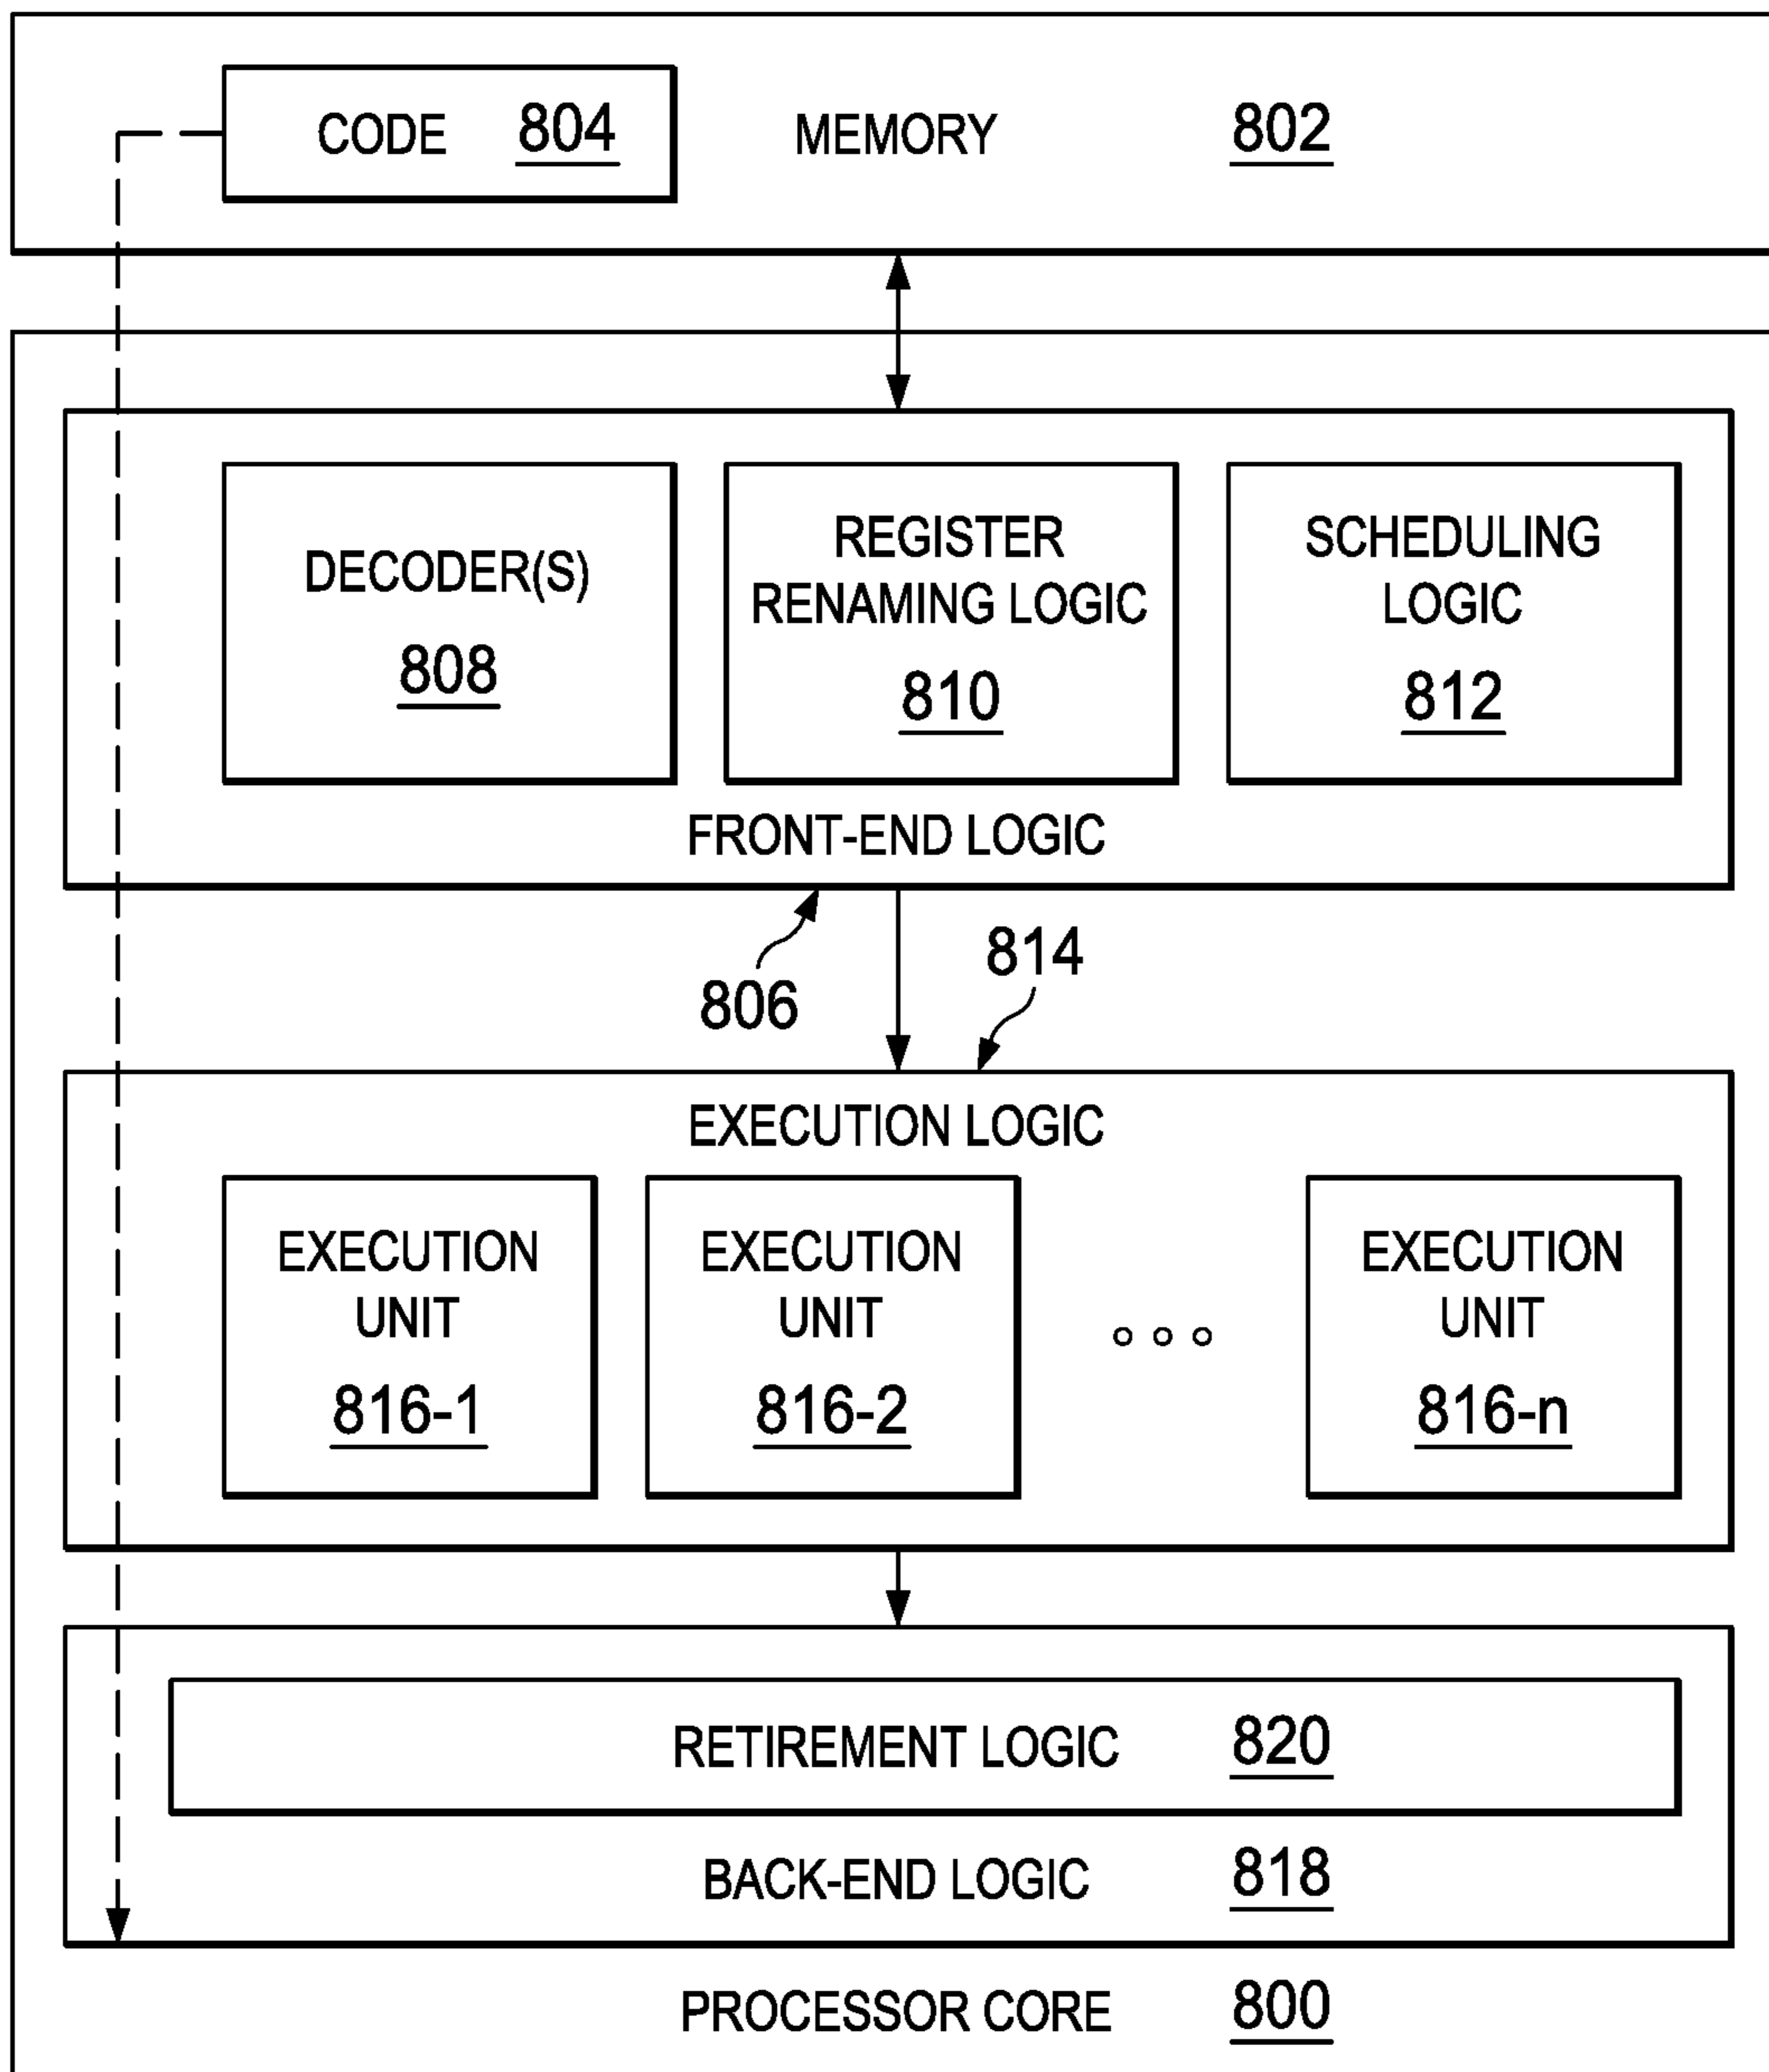 CODE 804 MEMORY 802
DECODER(S)
808
REGISTER
RENAMING LOGIC
810
SCHEDULING
LOGIC
812
FRONT-END LOGIC
806
814
EXECUTION LOGIC
EXECUTION
UNIT
816-1
EXECUTION
UNIT
816-2
EXECUTION
UNIT
816-n
RETIREMENT LOGIC 820
BACK-END LOGIC 818
PROCESSOR CORE 800